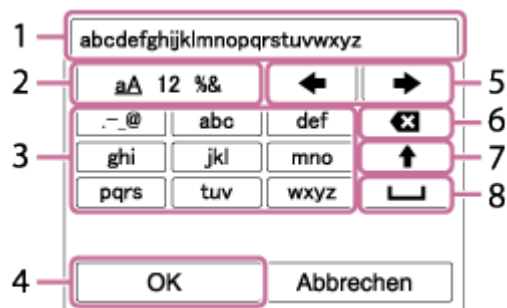 1 abcdefghijklmnopqrstuvwxyz
2 aA 12 %& 5
.-_@ abc def 6
3 ghi jkl mno 7
pqrs tuv wxyz 8
4 OK Abbrechen